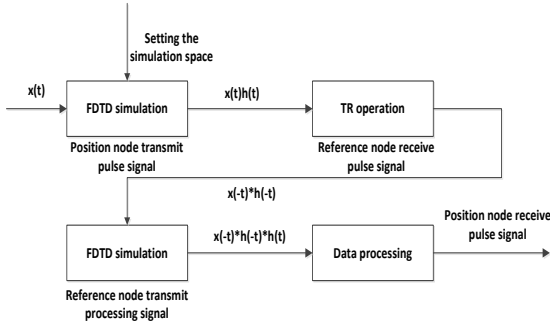 Setting the
simulation space
x(t)
FDTD simulation
x(t)h(t)
TR operation
Position node transmit
pulse signal
Reference node receive
pulse signal
x(-t)*h(-t)
FDTD simulation
x(-t)*h(-t)*h(t)
Data processing
Position node receive
pulse signal
Reference node transmit
processing signal